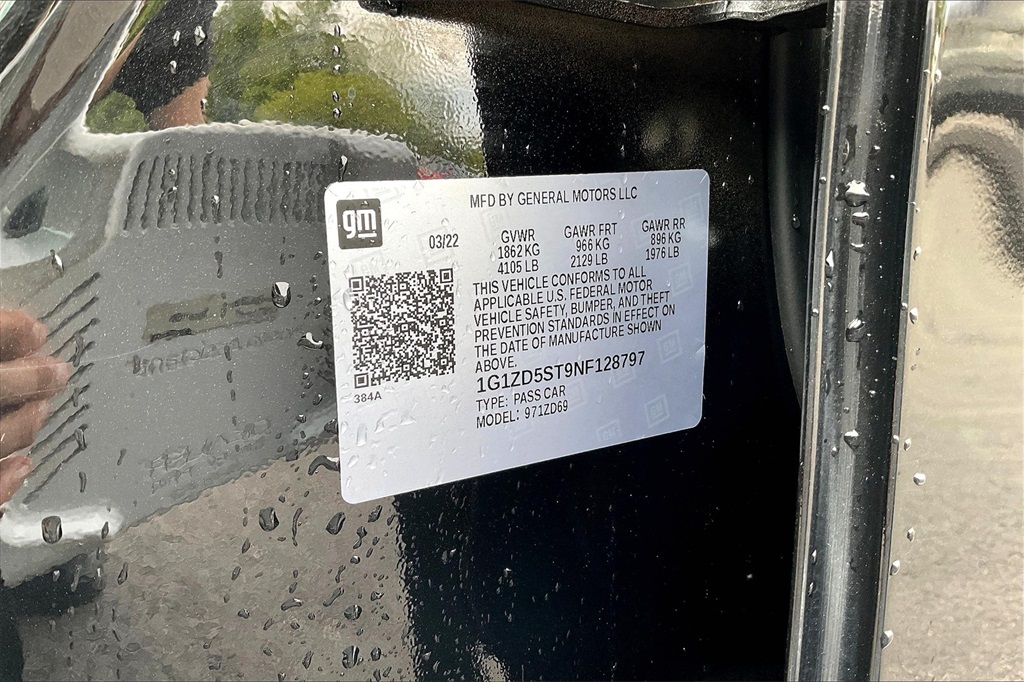 MFD BY GENERAL MOTORS LLC
gm
03/22
GVWR GAWR FRT GAWR RR
1862 KG 966 KG 896 KG
4105 LB 2129 LB 1976 LB
THIS VEHICLE CONFORMS TO ALL
APPLICABLE U.S. FEDERAL MOTOR
VEHICLE SAFETY, BUMPER, AND THEFT
PREVENTION STANDARDS IN EFFECT ON
THE DATE OF MANUFACTURE SHOWN
ABOVE.
1G1ZD5ST9NF128797
384A
TYPE: PASS CAR
MODEL: 971ZD69